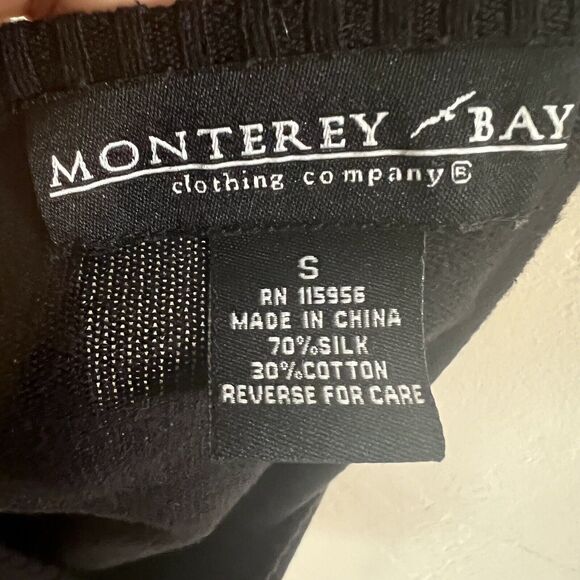 MONTEREY BAY
clothing company®
S
RN 115956
MADE IN CHINA
70%SILK
30%COTTON
REVERSE FOR CARE